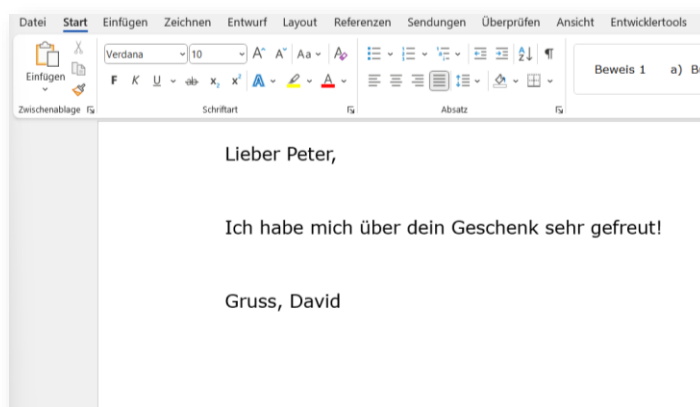 Datei Start Einfügen Zeichnen Entwurf Layout Referenzen Sendungen Überprüfen Ansicht Entwicklertools
Verdana 10 A A Aa A
Einfügen
F K U ab x₂ x² A A
Beweis 1 a) B
Zwischenablage Schriftart Absatz
Lieber Peter,
Ich habe mich über dein Geschenk sehr gefreut!
Gruss, David